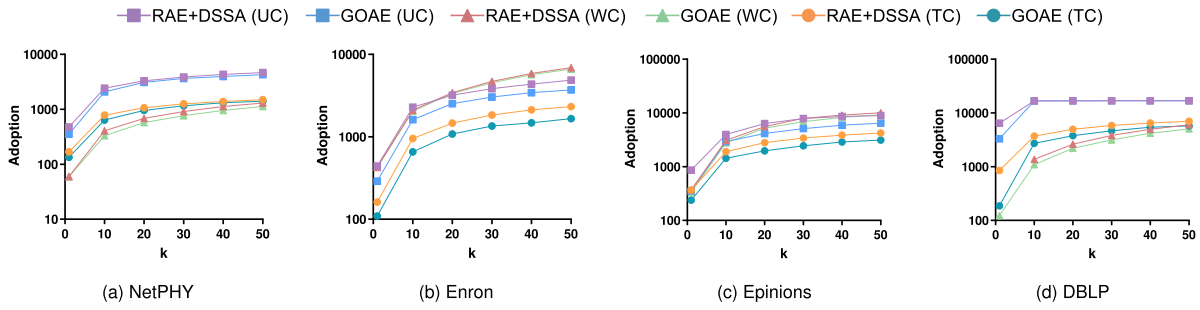 RAE+DSSA (UC) GOAE (UC) RAE+DSSA (WC) GOAE (WC) RAE+DSSA (TC) GOAE (TC)
Adoption
10000
1000
100
10
0 10 20 30 40 50
k
(a) NetPHY
Adoption
10000
1000
100
0 10 20 30 40 50
k
(b) Enron
Adoption
100000
10000
1000
100
0 10 20 30 40 50
k
(c) Epinions
Adoption
100000
10000
1000
100
0 10 20 30 40 50
k
(d) DBLP